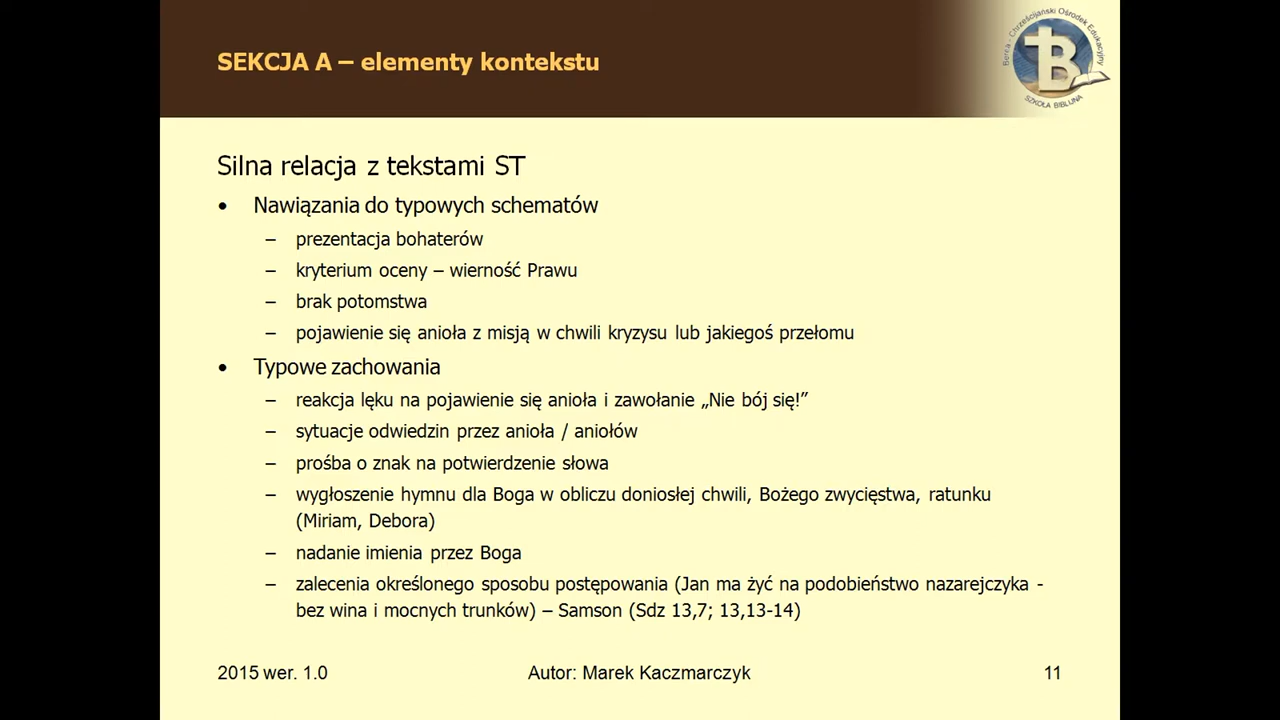 SEKCJA A – elementy kontekstu
Berea - Chrześcijański Ośrodek Edukacyjny
SZKOŁA BIBLIJNA
Silna relacja z tekstami ST
• Nawiązania do typowych schematów
– prezentacja bohaterów
– kryterium oceny – wierność Prawu
– brak potomstwa
– pojawienie się anioła z misją w chwili kryzysu lub jakiegoś przełomu
• Typowe zachowania
– reakcja lęku na pojawienie się anioła i zawołanie „Nie bój się!”
– sytuacje odwiedzin przez anioła / aniołów
– prośba o znak na potwierdzenie słowa
– wygłoszenie hymnu dla Boga w obliczu doniosłej chwili, Bożego zwycięstwa, ratunku
(Miriam, Debora)
– nadanie imienia przez Boga
– zalecenia określonego sposobu postępowania (Jan ma żyć na podobieństwo nazarejczyka -
bez wina i mocnych trunków) – Samson (Sdz 13,7; 13,13-14)
2015 wer. 1.0
Autor: Marek Kaczmarczyk
11